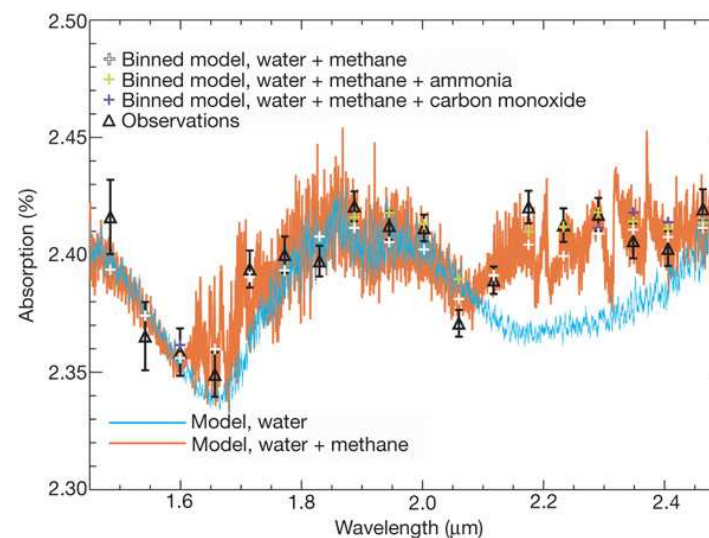 2.50
Binned model, water + methane
Binned model, water + methane + ammonia
Binned model, water + methane + carbon monoxide
Observations
2.45
Absorption (%)
2.40
2.35
Model, water
Model, water + methane
2.30
1.6 1.8 2.0 2.2 2.4
Wavelength (μm)